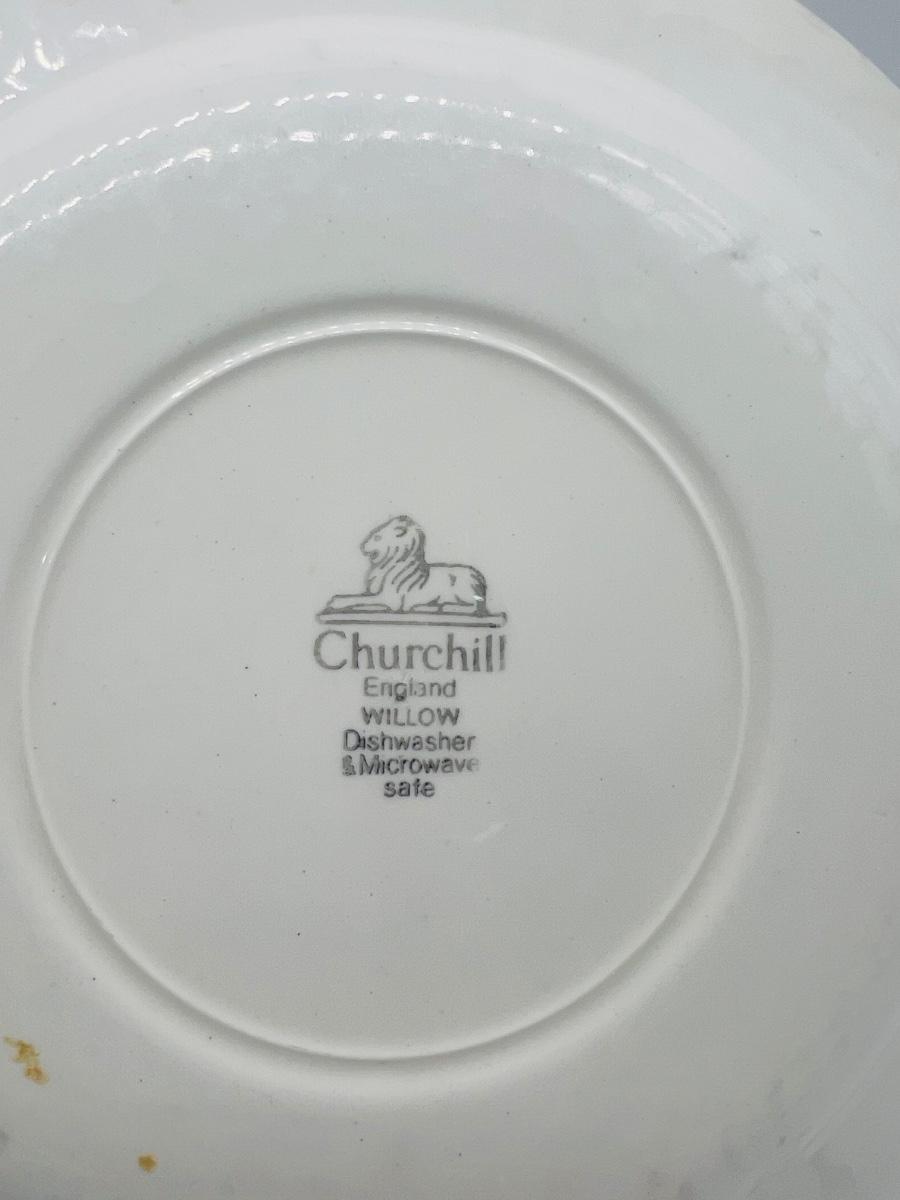 Churchill
England
WILLOW
Dishwasher
& Microwave
safe